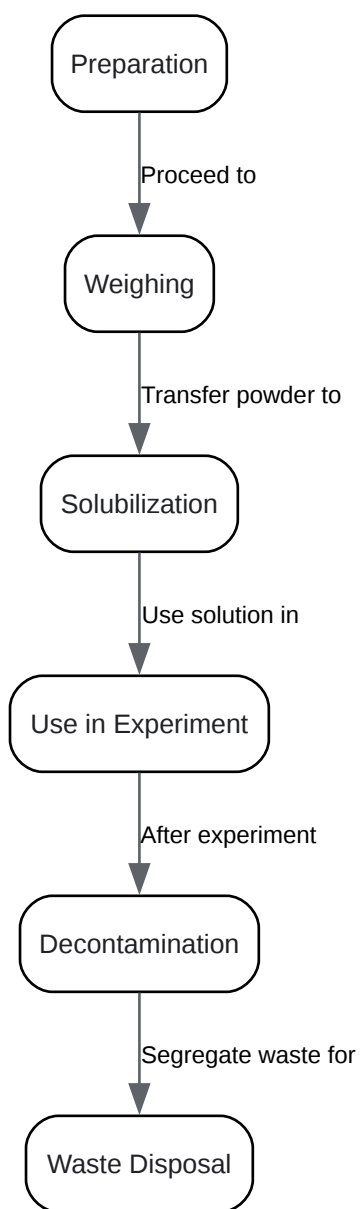 Preparation
Proceed to
Weighing
Transfer powder to
Solubilization
Use solution in
Use in Experiment
After experiment
Decontamination
Segregate waste for
Waste Disposal